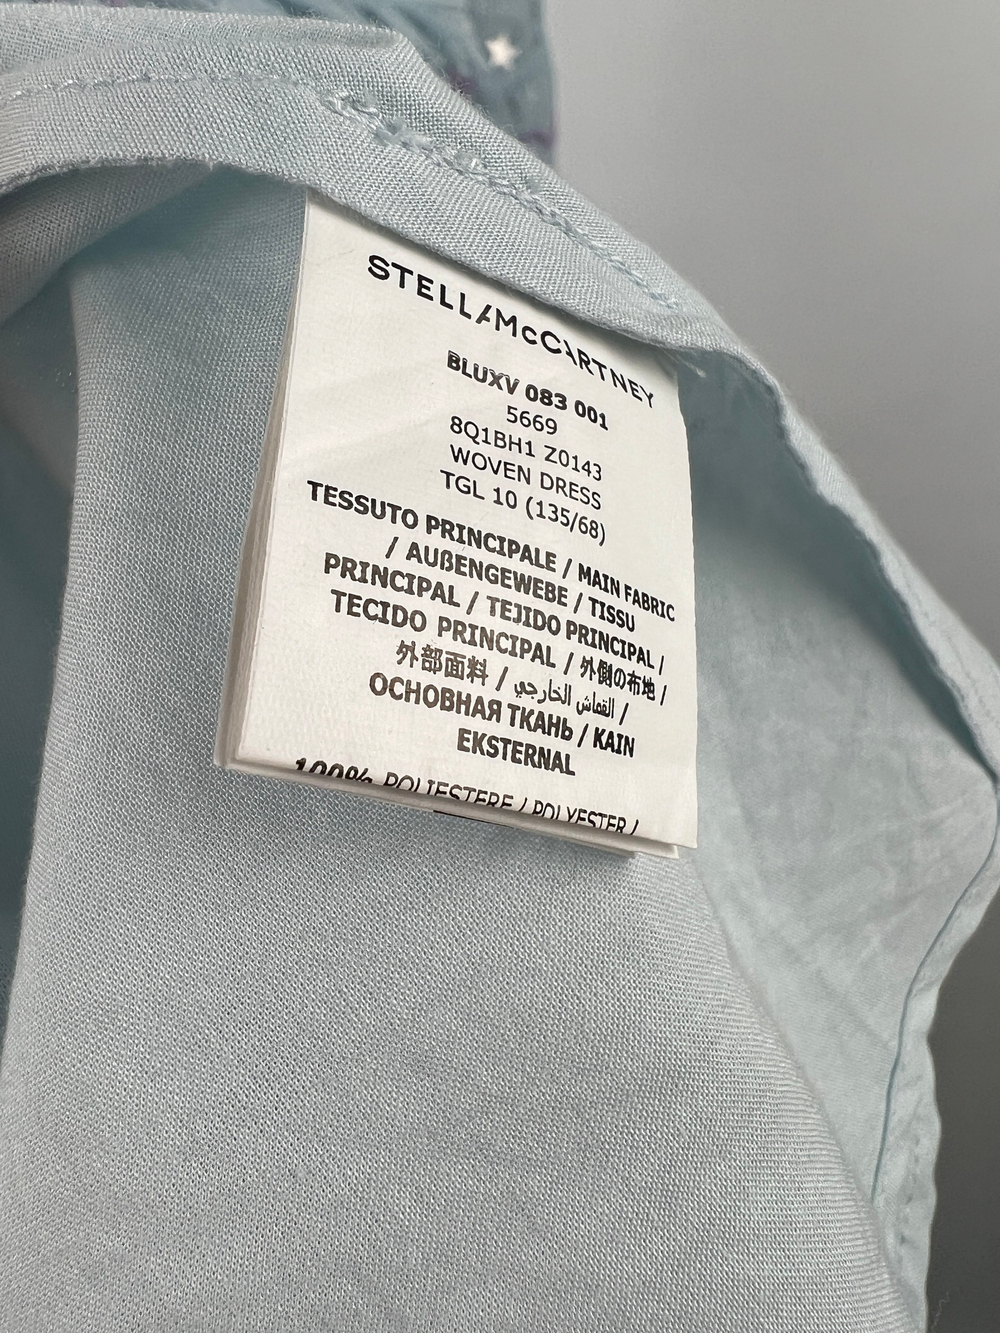 STELLA McCARTNEY
BLUXV 083 001
5669
8Q1BH1 Z0143
WOVEN DRESS
TGL 10 (135/68)
TESSUTO PRINCIPALE / MAIN FABRIC
/ AUßENGEWEBE / TISSU
PRINCIPAL / TEJIDO PRINCIPAL /
TECIDO PRINCIPAL / 外側の布地 /
外部面料 / القماش الخارجي /
ОСНОВНАЯ ТКАНЬ / KAIN
EKSTERNAL
100% POLIESTERE / POLYESTER /